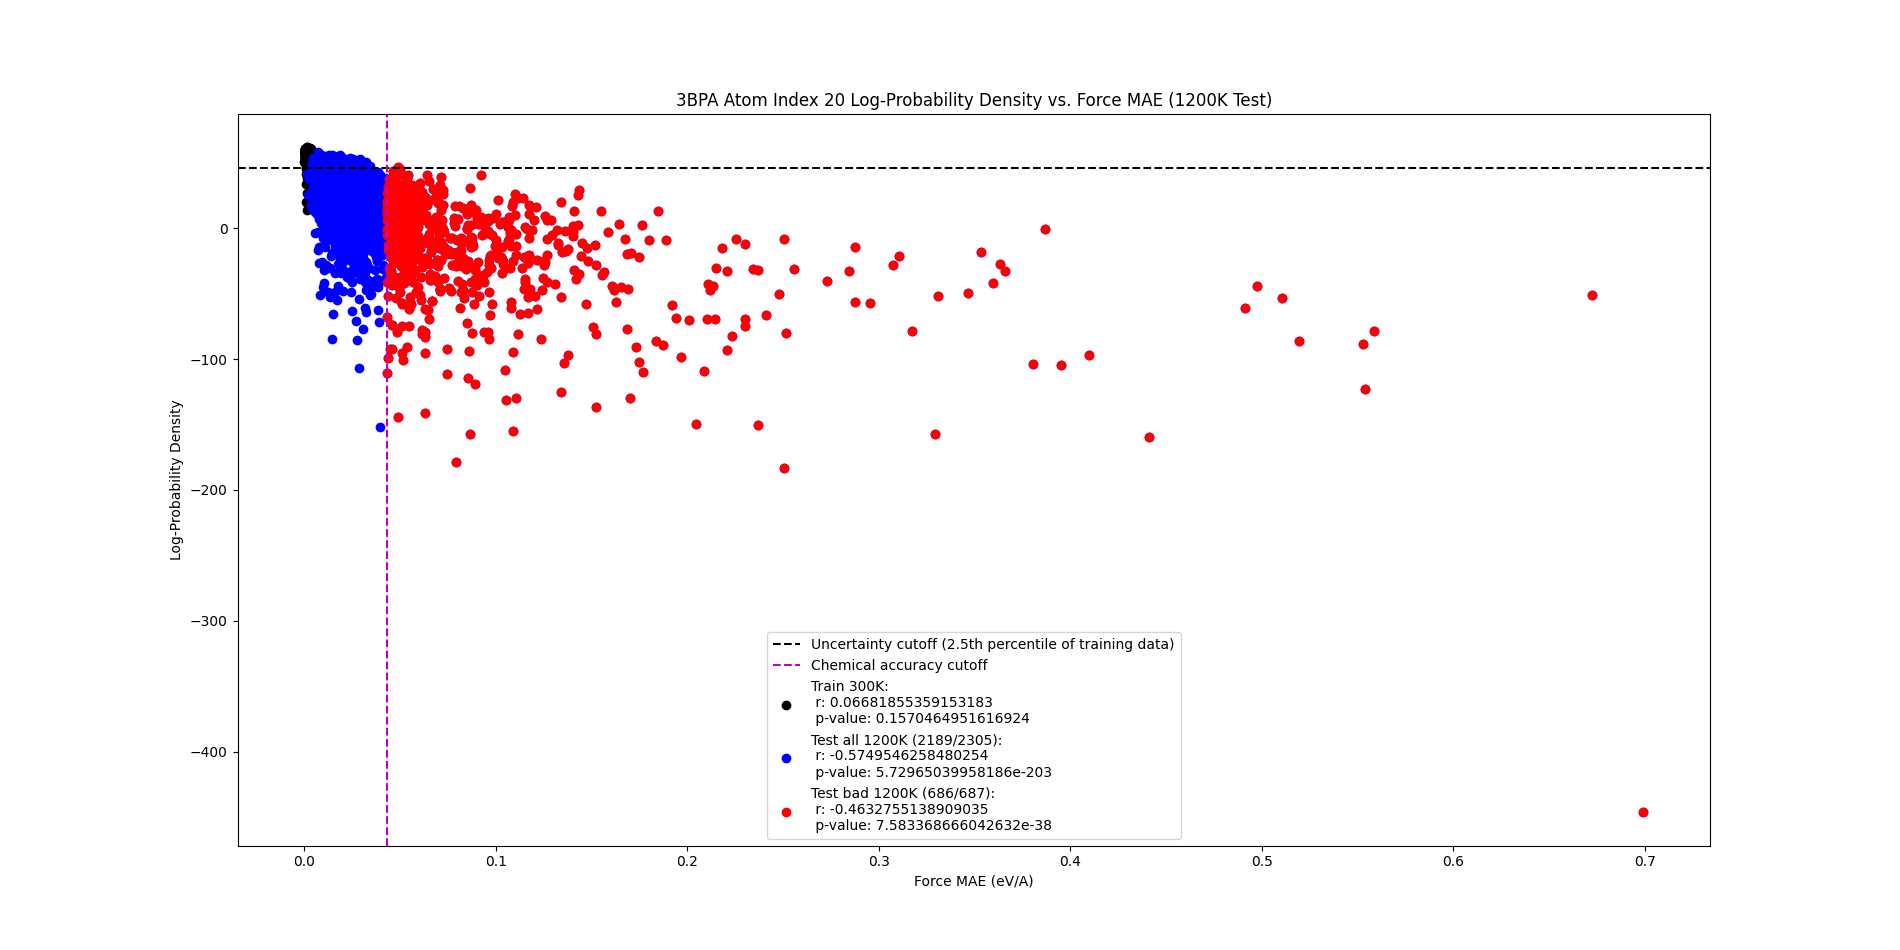 3BPA Atom Index 20 Log-Probability Density vs. Force MAE (1200K Test)
Log-Probability Density
0
−100
−200
−300
−400
Uncertainty cutoff (2.5th percentile of training data)
Chemical accuracy cutoff
Train 300K:
r: 0.06681855359153183
p-value: 0.1570464951616924
Test all 1200K (2189/2305):
r: -0.5749546258480254
p-value: 5.72965039958186e-203
Test bad 1200K (686/687):
r: -0.4632755138909035
p-value: 7.583368666042632e-38
0.0 0.1 0.2 0.3 0.4 0.5 0.6 0.7
Force MAE (eV/A)